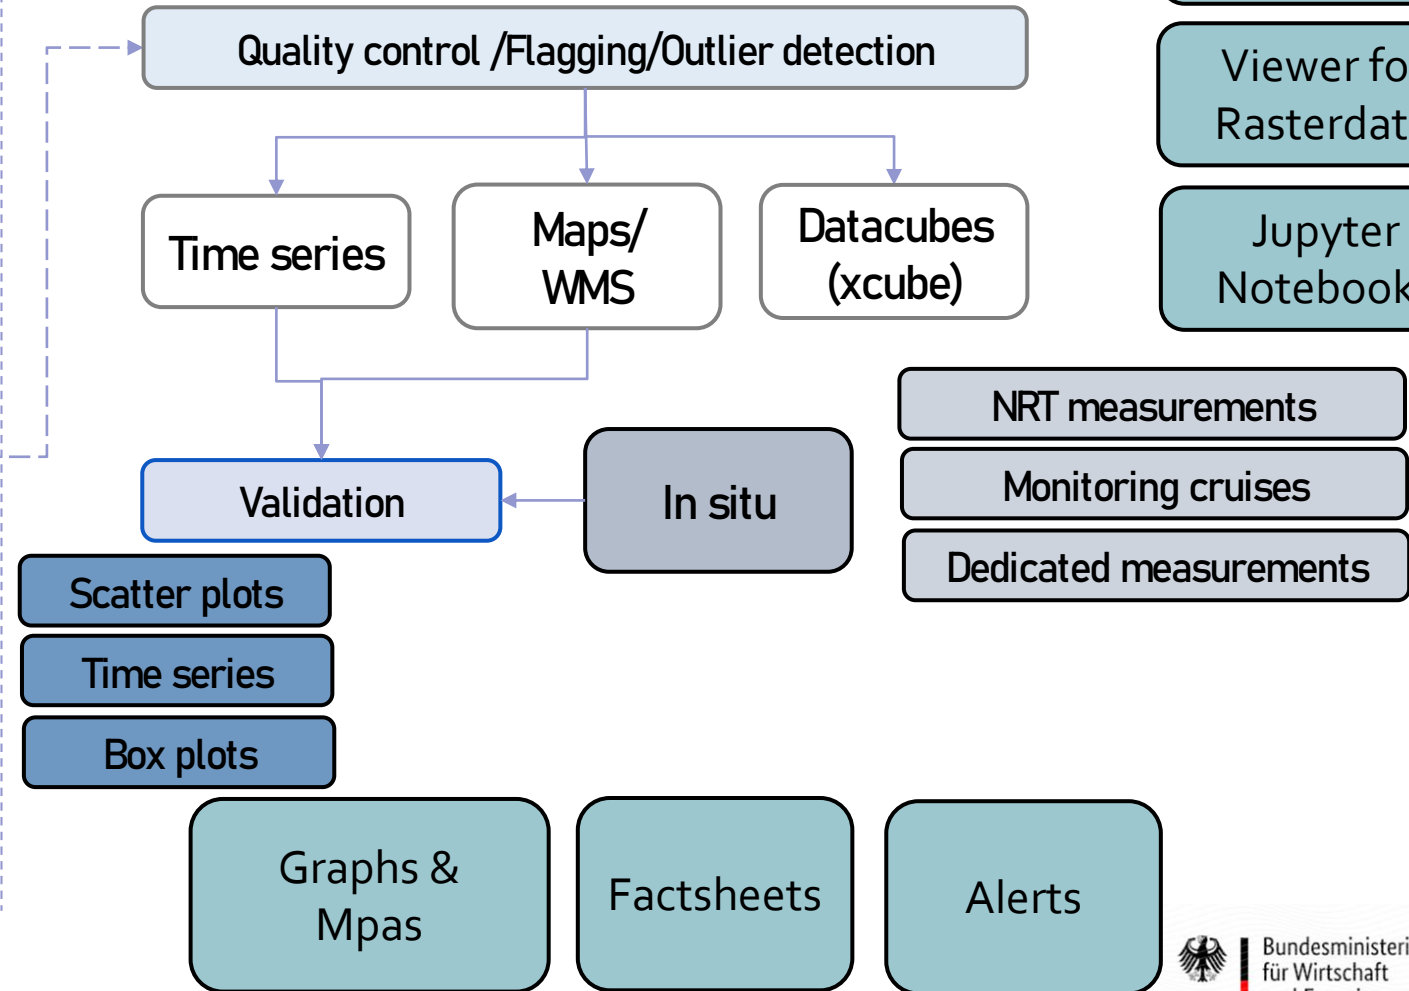 Quality control /Flagging/Outlier detection
Viewer fo
Rasterdat
Time series
Maps/
WMS
Datacubes
(xcube)
Jupyter
Notebook
NRT measurements
Monitoring cruises
Dedicated measurements
Validation
In situ
Scatter plots
Time series
Box plots
Graphs &
Mpas
Factsheets
Alerts
Bundesministeri
für Wirtschaft